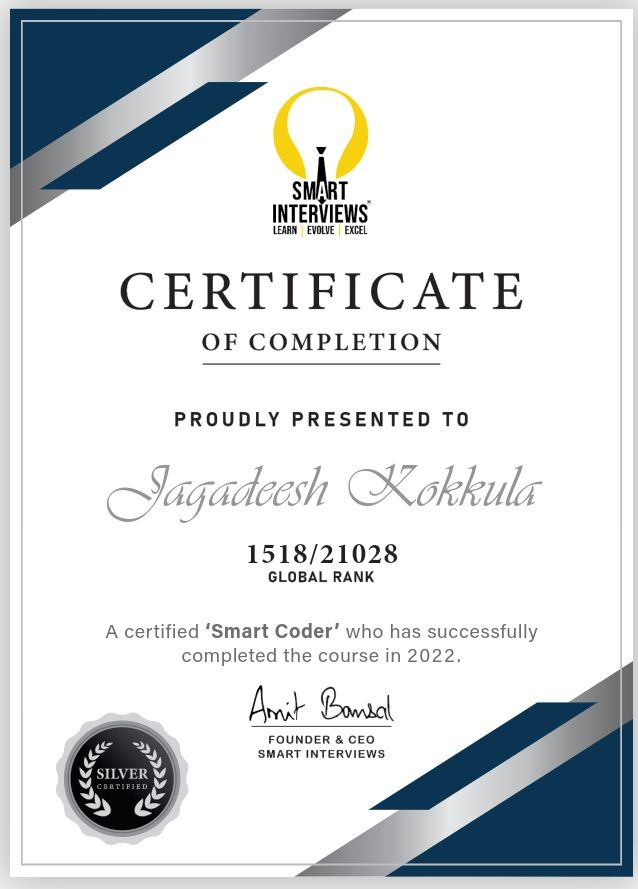 SMART
INTERVIEWS®
LEARN | EVOLVE | EXCEL
CERTIFICATE
OF COMPLETION
PROUDLY PRESENTED TO
Jagadeesh Kokkula
1518/21028
GLOBAL RANK
A certified ‘Smart Coder’ who has successfully
completed the course in 2022.
Amit Bansal
FOUNDER & CEO
SMART INTERVIEWS
SILVER
CERTIFIED